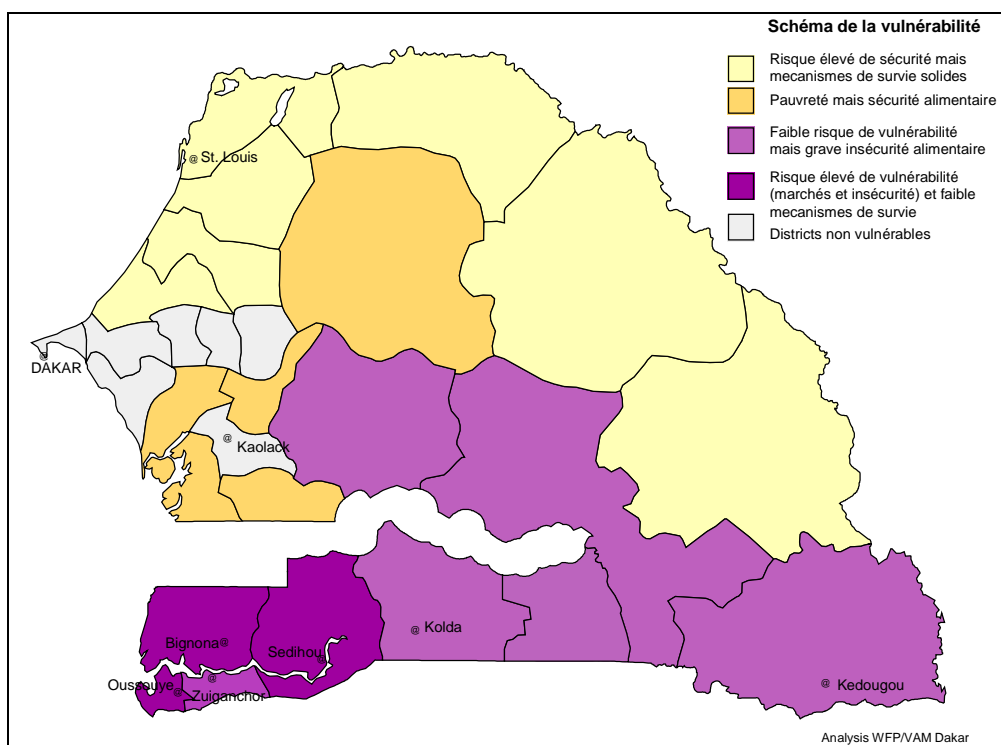 Schéma de la vulnérabilité
Risque élevé de sécurité mais
mecanismes de survie solides
Pauvreté mais sécurité alimentaire
Faible risque de vulnérabilité
mais grave insécurité alimentaire
Risque élevé de vulnérabilité
(marchés et insécurité) et faible
mecanismes de survie
Districts non vulnérables
@ St. Louis
@
DAKAR
@
Kaolack
Bignona @
Sedihou @
@ Kolda
Oussouye @
@
Zuiganchor
@ Kedougou
Analysis WFP/VAM Dakar